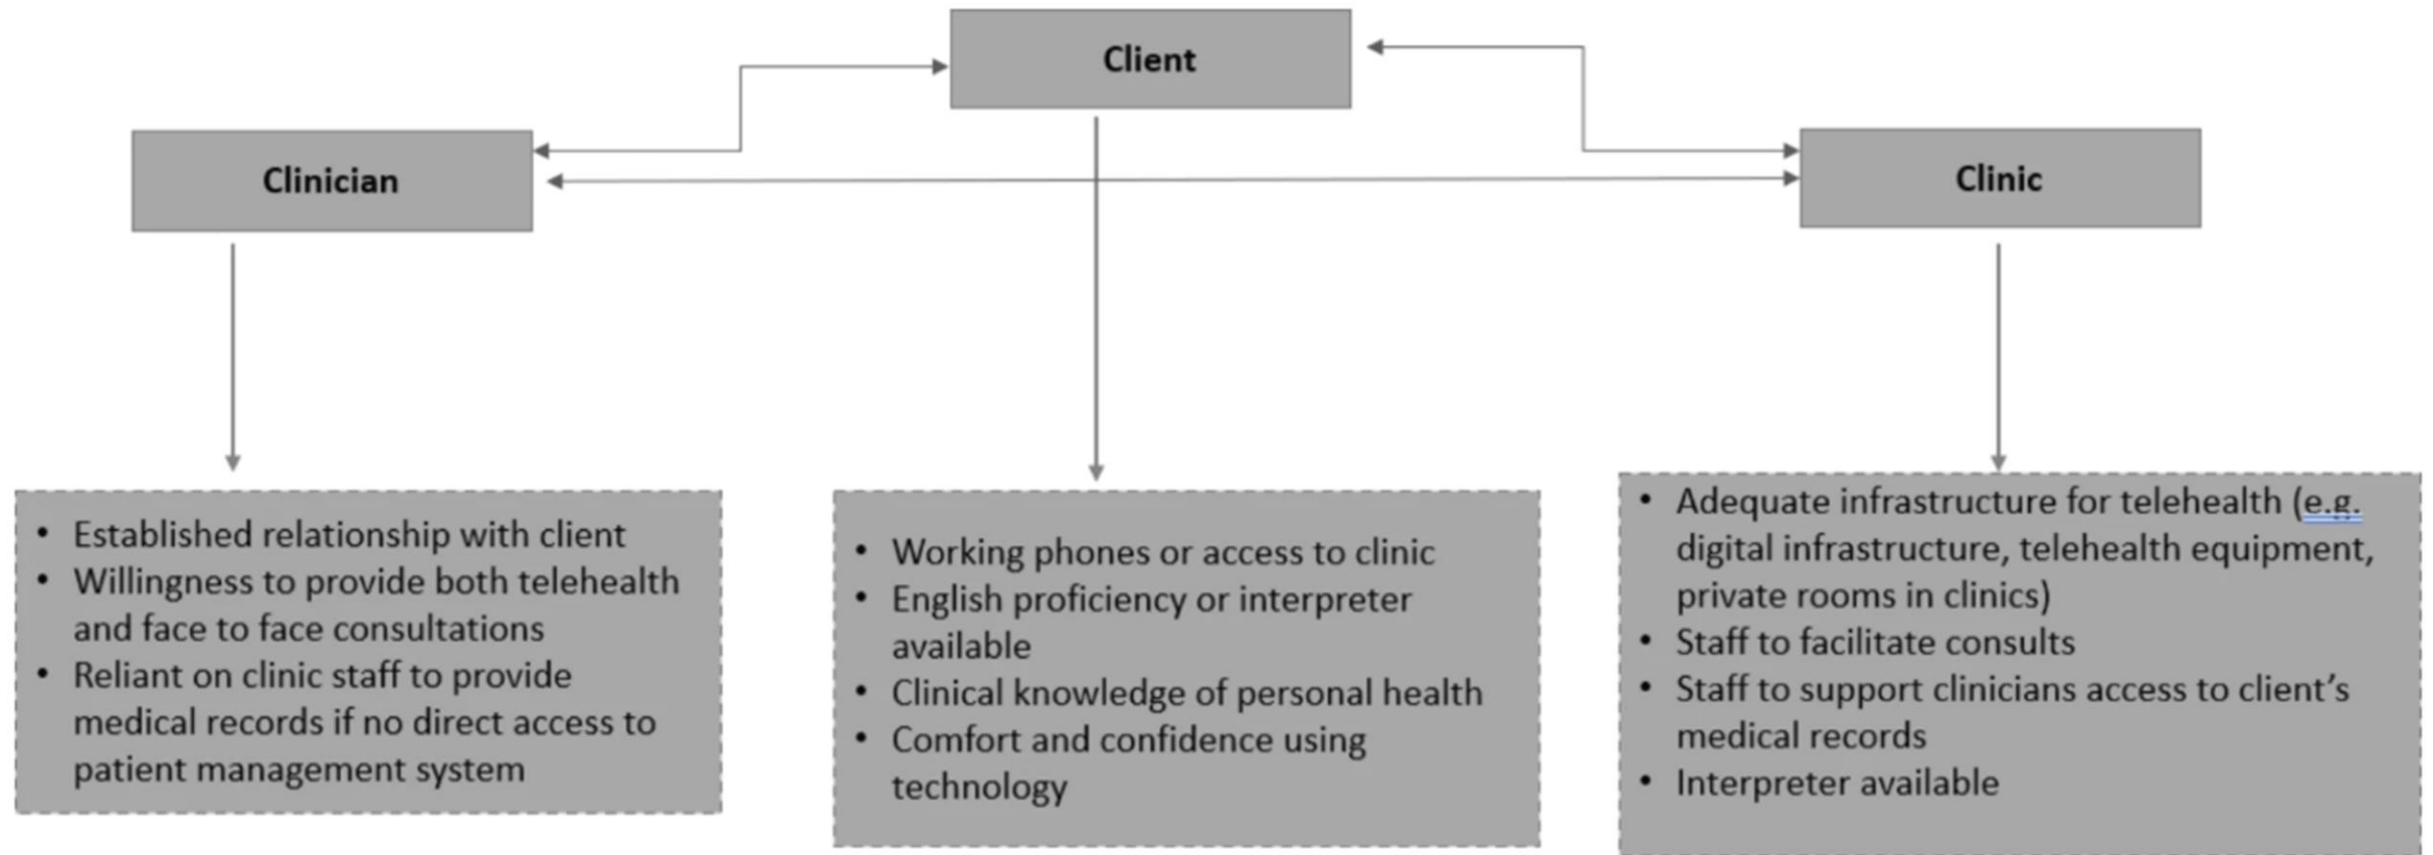 Client
Clinician
Clinic
• Established relationship with client
• Willingness to provide both telehealth
and face to face consultations
• Reliant on clinic staff to provide
medical records if no direct access to
patient management system
• Working phones or access to clinic
• English proficiency or interpreter
available
• Clinical knowledge of personal health
• Comfort and confidence using
technology
• Adequate infrastructure for telehealth (e.g.
digital infrastructure, telehealth equipment,
private rooms in clinics)
• Staff to facilitate consults
• Staff to support clinicians access to client’s
medical records
• Interpreter available